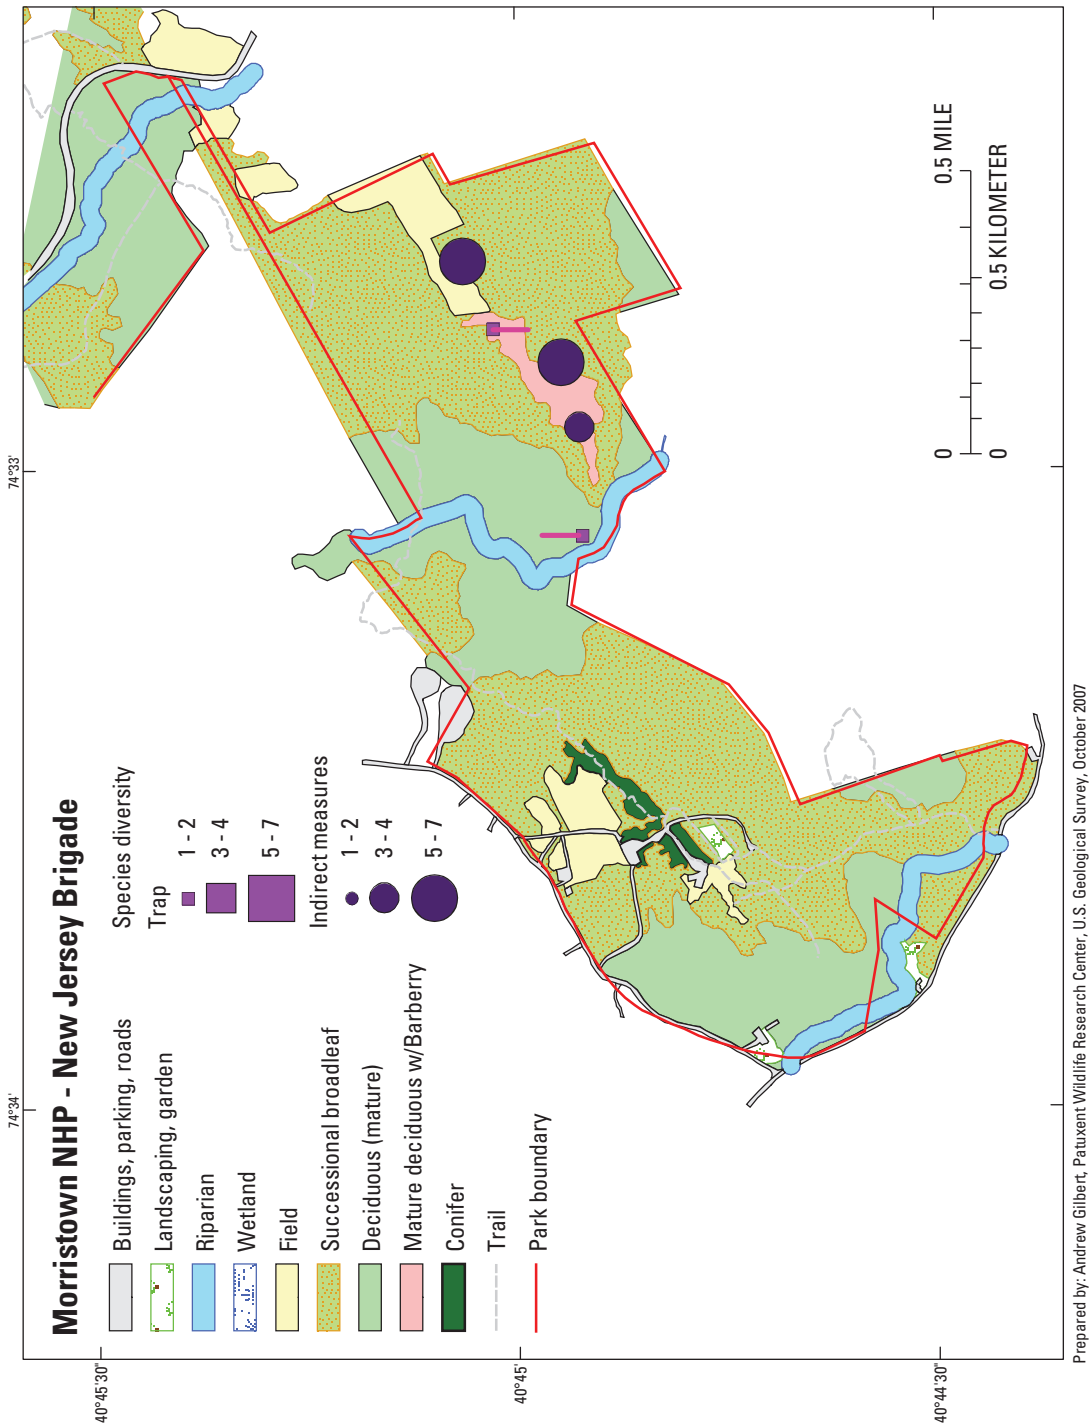 Morristown NHP - New Jersey Brigade
Buildings, parking, roads
Landscaping, garden
Riparian
Wetland
Field
Successional broadleaf
Deciduous (mature)
Mature deciduous w/Barberry
Conifer
Trail
Park boundary
Species diversity
Trap
1 - 2
3 - 4
5 - 7
Indirect measures
1 - 2
3 - 4
5 - 7
74°34'
74°33'
40°45'30"
40°45'
40°44'30"
0
0.5 MILE
0
0.5 KILOMETER
Prepared by: Andrew Gilbert, Patuxent Wildlife Research Center, U.S. Geological Survey, October 2007